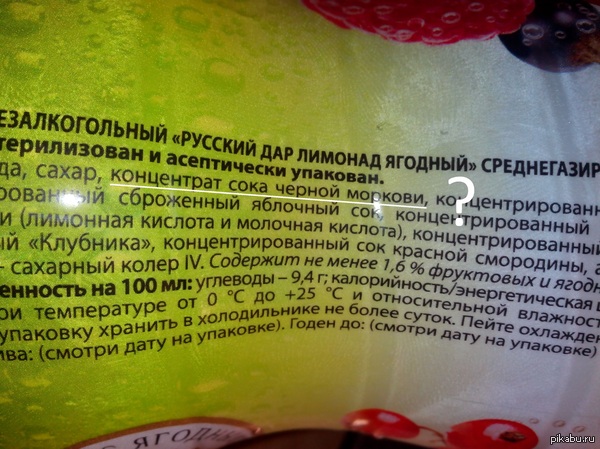 ЕЗАЛКОГОЛЬНЫЙ «РУССКИЙ ДАР ЛИМОНАД ЯГОДНЫЙ» СРЕДНЕГАЗИР
терилизован и асептически упакован.
да, сахар, концентрат сока черной моркови, концентрированн
рованный сброженный яблочный сок, концентрированный
и (лимонная кислота и молочная кислота), концентрированный
ый «Клубника», концентрированный сок красной смородины, а
– сахарный колер IV. Содержит не менее 1,6 % фруктовых и ягодн
енность на 100 мл: углеводы – 9,4 г; калорийность/энергетическая ц
ри температуре от 0 °С до +25 °С и относительной влажност
упаковку хранить в холодильнике не более суток. Пейте охлажден
ива: (смотри дату на упаковке). Годен до: (смотри дату на упаковке)
?
ЯГОДНЫ
pikabu.ru